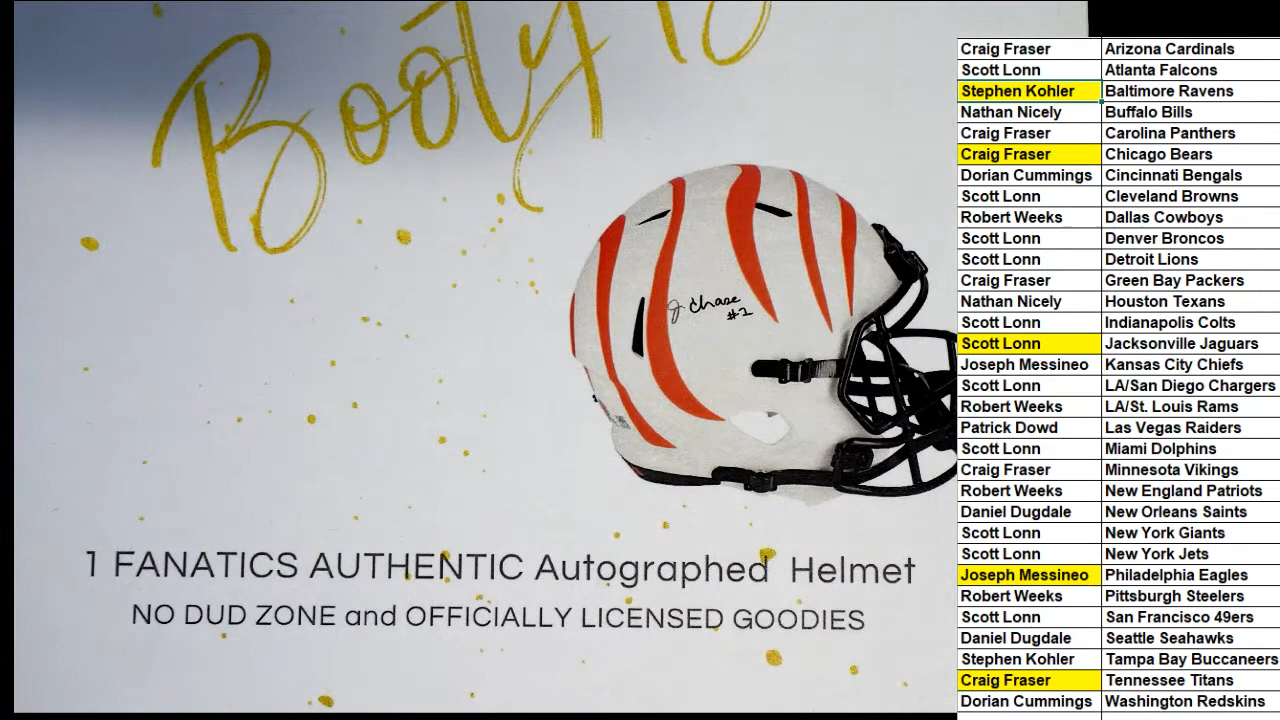 Booty
J Chase
#1
1 FANATICS AUTHENTIC Autographed Helmet
NO DUD ZONE and OFFICIALLY LICENSED GOODIES
Craig Fraser Arizona Cardinals
Scott Lonn Atlanta Falcons
Stephen Kohler Baltimore Ravens
Nathan Nicely Buffalo Bills
Craig Fraser Carolina Panthers
Craig Fraser Chicago Bears
Dorian Cummings Cincinnati Bengals
Scott Lonn Cleveland Browns
Robert Weeks Dallas Cowboys
Scott Lonn Denver Broncos
Scott Lonn Detroit Lions
Craig Fraser Green Bay Packers
Nathan Nicely Houston Texans
Scott Lonn Indianapolis Colts
Scott Lonn Jacksonville Jaguars
Joseph Messineo Kansas City Chiefs
Scott Lonn LA/San Diego Chargers
Robert Weeks LA/St. Louis Rams
Patrick Dowd Las Vegas Raiders
Scott Lonn Miami Dolphins
Craig Fraser Minnesota Vikings
Robert Weeks New England Patriots
Daniel Dugdale New Orleans Saints
Scott Lonn New York Giants
Scott Lonn New York Jets
Joseph Messineo Philadelphia Eagles
Robert Weeks Pittsburgh Steelers
Scott Lonn San Francisco 49ers
Daniel Dugdale Seattle Seahawks
Stephen Kohler Tampa Bay Buccaneers
Craig Fraser Tennessee Titans
Dorian Cummings Washington Redskins